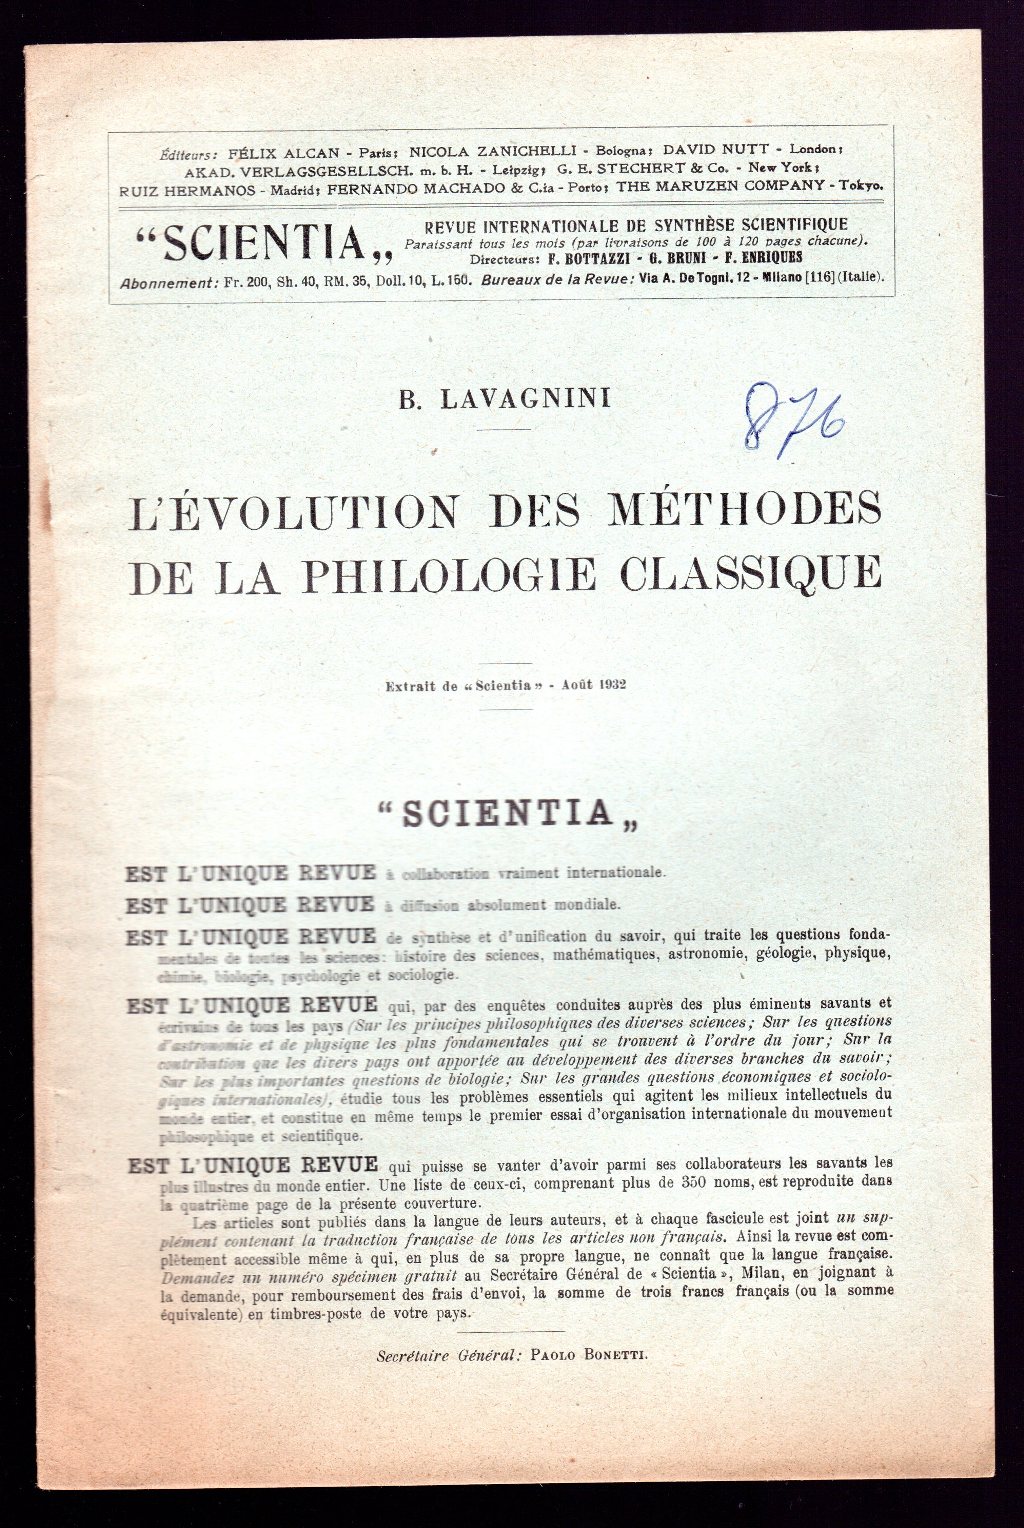 Éditeurs: FÉLIX ALCAN - Paris; NICOLA ZANICHELLI - Bologna; DAVID NUTT - London;
AKAD. VERLAGSGESELLSCH. m. b. H. - Leipzig; G. E. STECHERT & Co. - New York;
RUIZ HERMANOS - Madrid; FERNANDO MACHADO & C.ia - Porto; THE MARUZEN COMPANY - Tokyo.
“SCIENTIA„
REVUE INTERNATIONALE DE SYNTHÈSE SCIENTIFIQUE
Paraissant tous les mois (par livraisons de 100 à 120 pages chacune).
Directeurs: F. BOTTAZZI - G. BRUNI - F. ENRIQUES
Abonnement: Fr. 200, Sh. 40, RM. 35, Doll. 10, L. 150. Bureaux de la Revue: Via A. De Togni, 12 - Milano [116] (Italie).
B. LAVAGNINI
876
L'ÉVOLUTION DES MÉTHODES
DE LA PHILOLOGIE CLASSIQUE
Extrait de “Scientia” - Août 1932
“SCIENTIA„
EST L'UNIQUE REVUE à collaboration vraiment internationale.
EST L'UNIQUE REVUE à diffusion absolument mondiale.
EST L'UNIQUE REVUE de synthèse et d'unification du savoir, qui traite les questions fonda-
mentales de toutes les sciences: histoire des sciences, mathématiques, astronomie, géologie, physique,
chimie, biologie, psychologie et sociologie.
EST L'UNIQUE REVUE qui, par des enquêtes conduites auprès des plus éminents savants et
écrivains de tous les pays (Sur les principes philosophiques des diverses sciences; Sur les questions
d'astronomie et de physique les plus fondamentales qui se trouvent à l'ordre du jour; Sur la
contribution que les divers pays ont apportée au développement des diverses branches du savoir;
Sur les plus importantes questions de biologie; Sur les grandes questions économiques et sociolo-
giques internationales), étudie tous les problèmes essentiels qui agitent les milieux intellectuels du
monde entier, et constitue en même temps le premier essai d'organisation internationale du mouvement
philosophique et scientifique.
EST L'UNIQUE REVUE qui puisse se vanter d'avoir parmi ses collaborateurs les savants les
plus illustres du monde entier. Une liste de ceux-ci, comprenant plus de 350 noms, est reproduite dans
la quatrième page de la présente couverture.
Les articles sont publiés dans la langue de leurs auteurs, et à chaque fascicule est joint un sup-
plément contenant la traduction française de tous les articles non français. Ainsi la revue est com-
plètement accessible même à qui, en plus de sa propre langue, ne connaît que la langue française.
Demandez un numéro spécimen gratuit au Secrétaire Général de « Scientia », Milan, en joignant à
la demande, pour remboursement des frais d'envoi, la somme de trois francs français (ou la somme
équivalente) en timbres-poste de votre pays.
Secrétaire Général: PAOLO BONETTI.